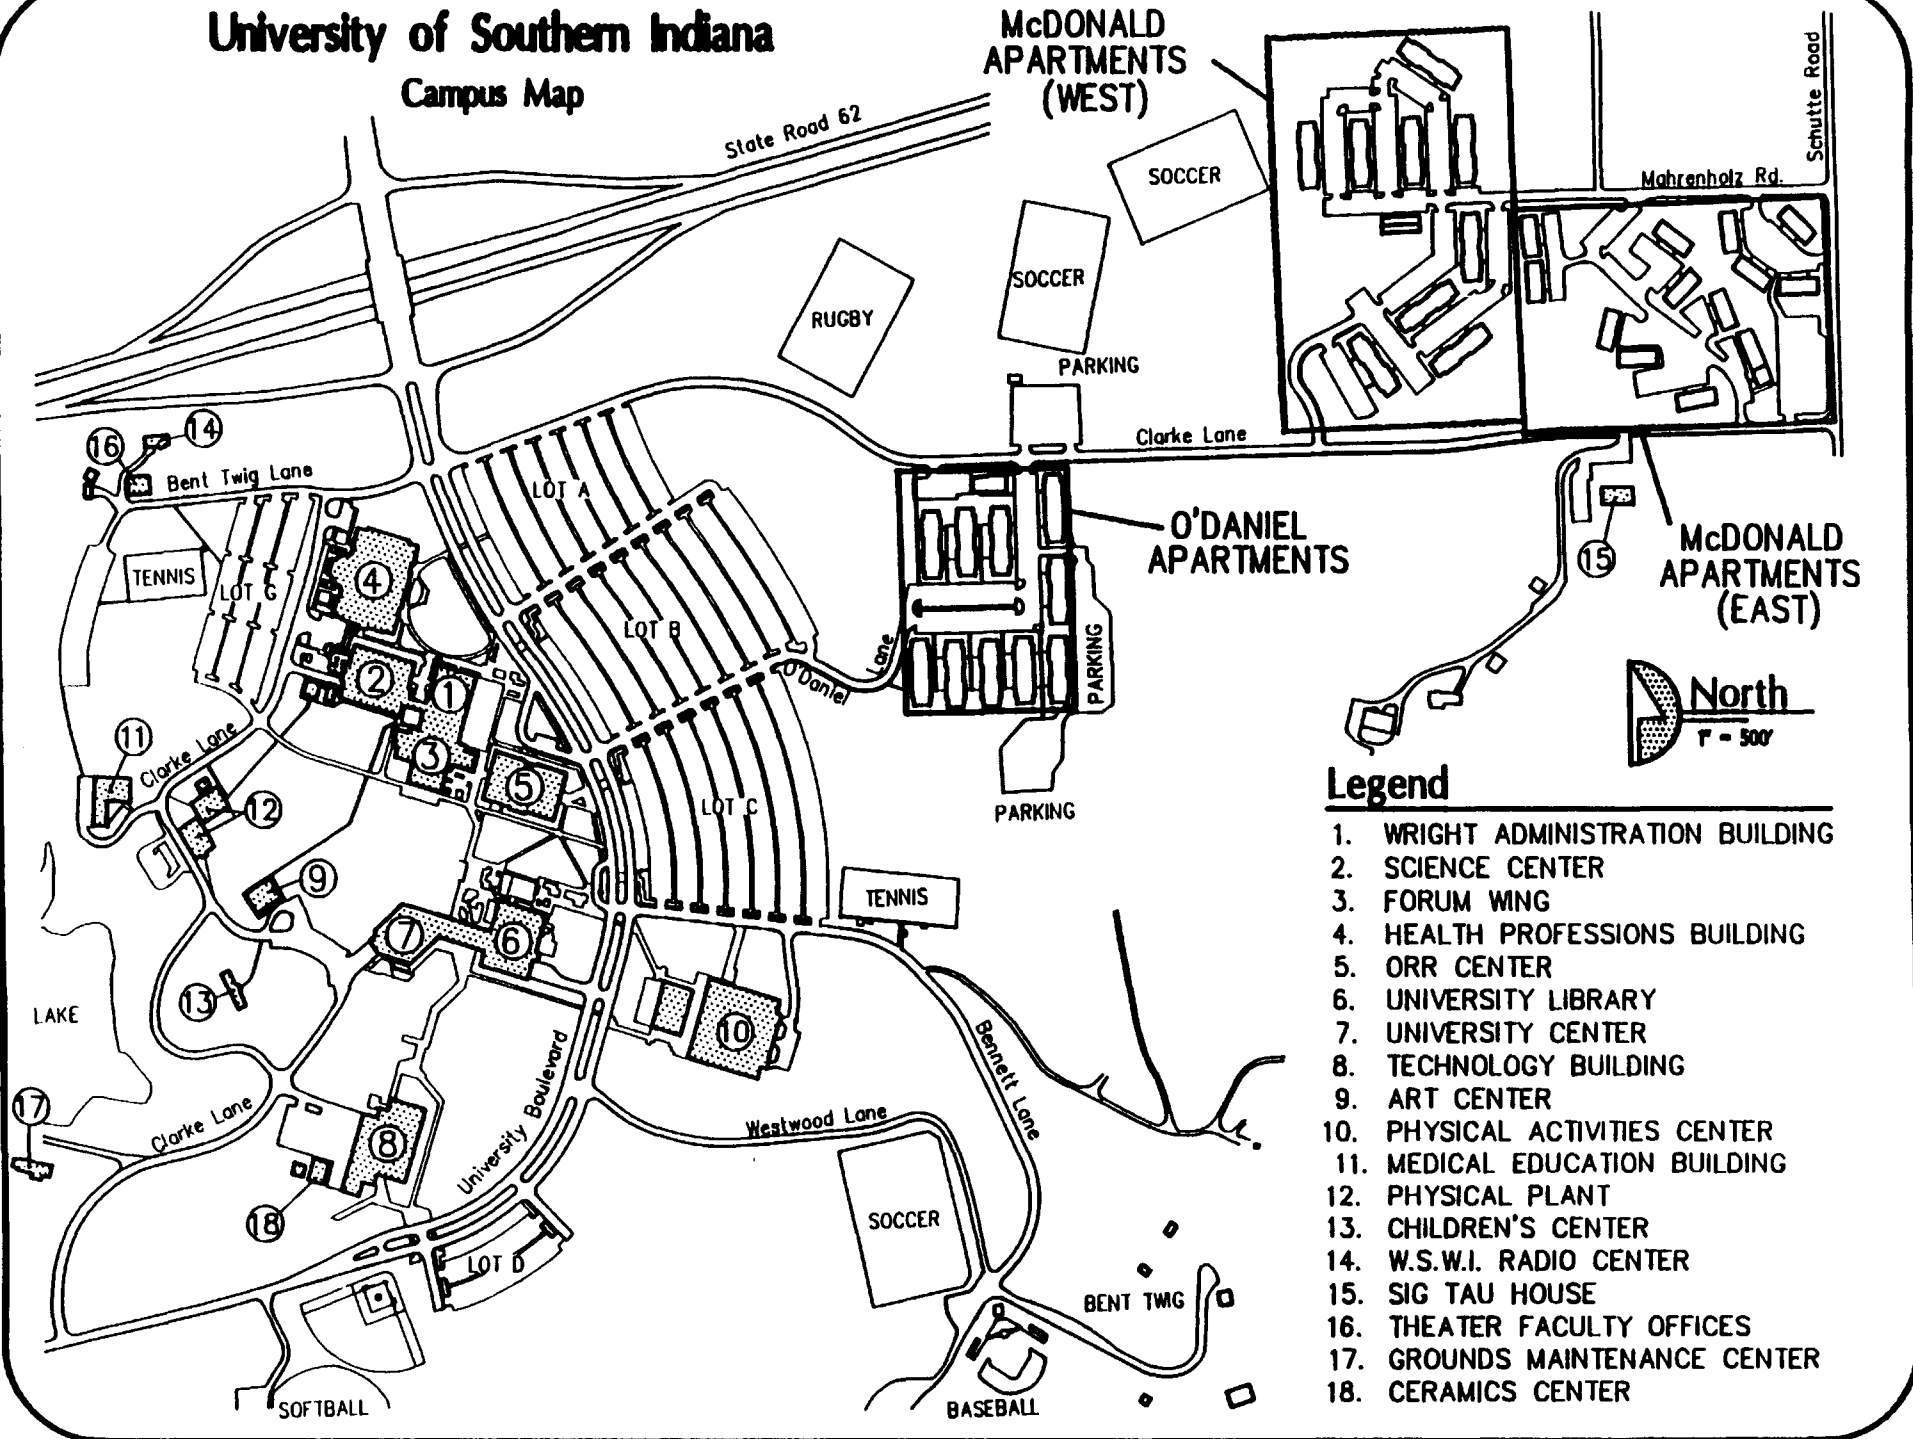 University of Southern Indiana
Campus Map
McDONALD
APARTMENTS
(WEST)
State Road 62
Schutte Road
Mahrenholz Rd.
SOCCER
SOCCER
RUGBY
PARKING
Clarke Lane
14
16
Bent Twig Lane
LOT A
TENNIS
LOT G
4
LOT B
O'DANIEL
APARTMENTS
15
McDONALD
APARTMENTS
(EAST)
2
1
O'Daniel
Lane
PARKING
North
1" = 500'
11
Clarke Lane
3
5
LOT C
PARKING
12
9
TENNIS
7
6
13
LAKE
10
University Boulevard
Bennett Lane
17
Clarke Lane
8
Westwood Lane
18
SOCCER
LOT D
BENT TWIG
SOFTBALL
BASEBALL
Legend
1. WRIGHT ADMINISTRATION BUILDING
2. SCIENCE CENTER
3. FORUM WING
4. HEALTH PROFESSIONS BUILDING
5. ORR CENTER
6. UNIVERSITY LIBRARY
7. UNIVERSITY CENTER
8. TECHNOLOGY BUILDING
9. ART CENTER
10. PHYSICAL ACTIVITIES CENTER
11. MEDICAL EDUCATION BUILDING
12. PHYSICAL PLANT
13. CHILDREN'S CENTER
14. W.S.W.I. RADIO CENTER
15. SIG TAU HOUSE
16. THEATER FACULTY OFFICES
17. GROUNDS MAINTENANCE CENTER
18. CERAMICS CENTER